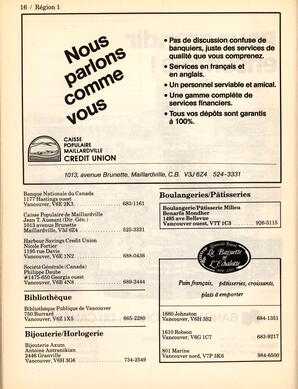 16 / Région 1
Nous
parlons
comme
vous
• Pas de discussion confuse de
banquiers, juste des services de
qualité que vous comprenez.
• Services en français et
en anglais.
• Un personnel serviable et amical.
• Une gamme complète de
services financiers.
• Tous vos dépôts sont garantis
à 100%.
CAISSE
POPULAIRE
MAILLARDVILLE
CREDIT UNION
1013, avenue Brunette, Maillardville, C.B. V3J 6Z4 524-3331
Banque Nationale du Canada
1177 Hastings ouest
Vancouver, V6E 2K3 683-1161
Caisse Populaire de Maillardville
Jean T. Aussant (Dir. Gén.)
1013 avenue Brunette
Maillardville, V3J 6Z4 525-3331
Harbour Savings Credit Union
Nicole Fortier
1195 rue Davie
Vancouver, V6E 1N2 688-0436
Société Générale (Canada)
Philippe Daube
#1475-650 Georgia ouest
Vancouver, V6B 4N8 689-2444
Bibliothèque
Bibliothèque Publique de Vancouver
750 Burrard
Vancouver, V6Z 1X5 665-2280
Bijouterie/Horlogerie
Bijouterie Axum
Antoine Antranikian
2446 Granville
Vancouver, V6H 3G6 734-2549
Boulangeries/Pâtisseries
Boulangerie/Pâtisserie Milieu
Benarfa Mondher
1495 ave Bellevue
Vancouver ouest, V7T 1C3 926-5115
La Baguette
et
L'Echalotte
Pain français, pâtisseries, croissants,
plats à emporter
1680 Johnston
Vancouver, V6H 3S2 684-1351
1610 Robson
Vancouver, V6G 1C7 683-9217
801 Marine
Vancouver nord, V7P 3K6 984-6500